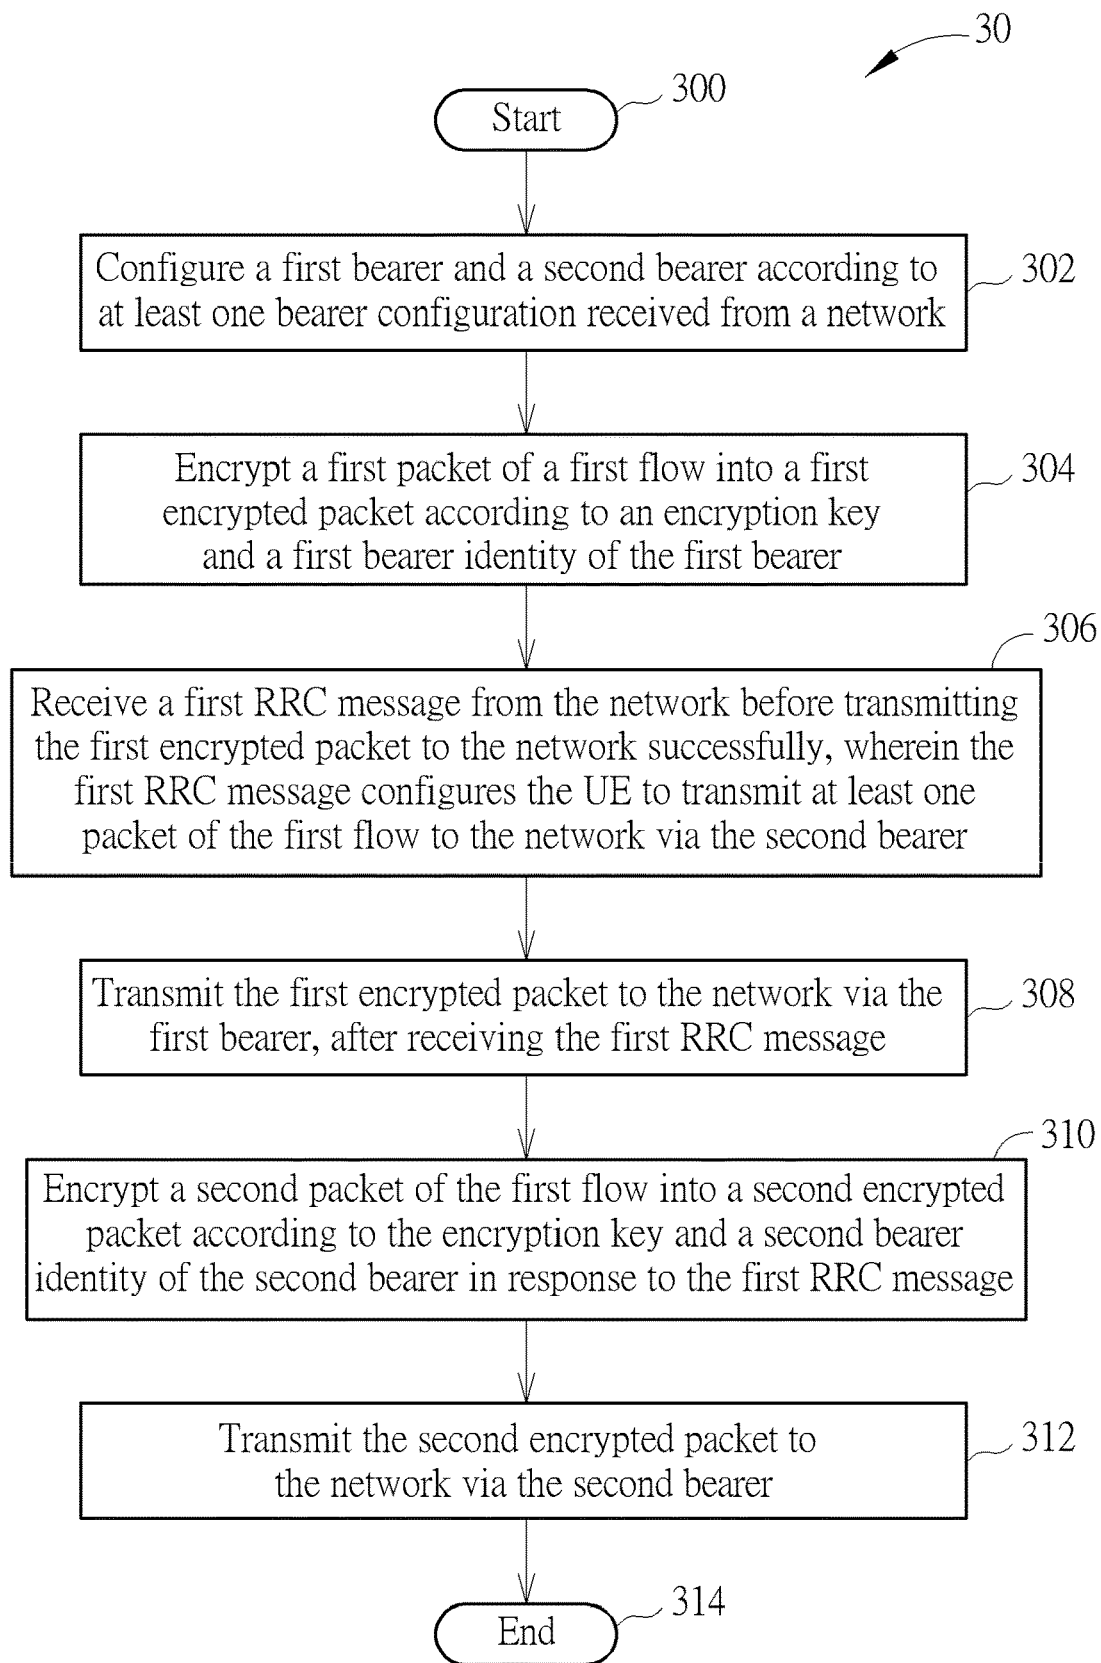 30
Start
300
Configure a first bearer and a second bearer according to
at least one bearer configuration received from a network
302
Encrypt a first packet of a first flow into a first
encrypted packet according to an encryption key
and a first bearer identity of the first bearer
304
306
Receive a first RRC message from the network before transmitting
the first encrypted packet to the network successfully, wherein the
first RRC message configures the UE to transmit at least one
packet of the first flow to the network via the second bearer
Transmit the first encrypted packet to the network via the
first bearer, after receiving the first RRC message
308
310
Encrypt a second packet of the first flow into a second encrypted
packet according to the encryption key and a second bearer
identity of the second bearer in response to the first RRC message
Transmit the second encrypted packet to
the network via the second bearer
312
End
314